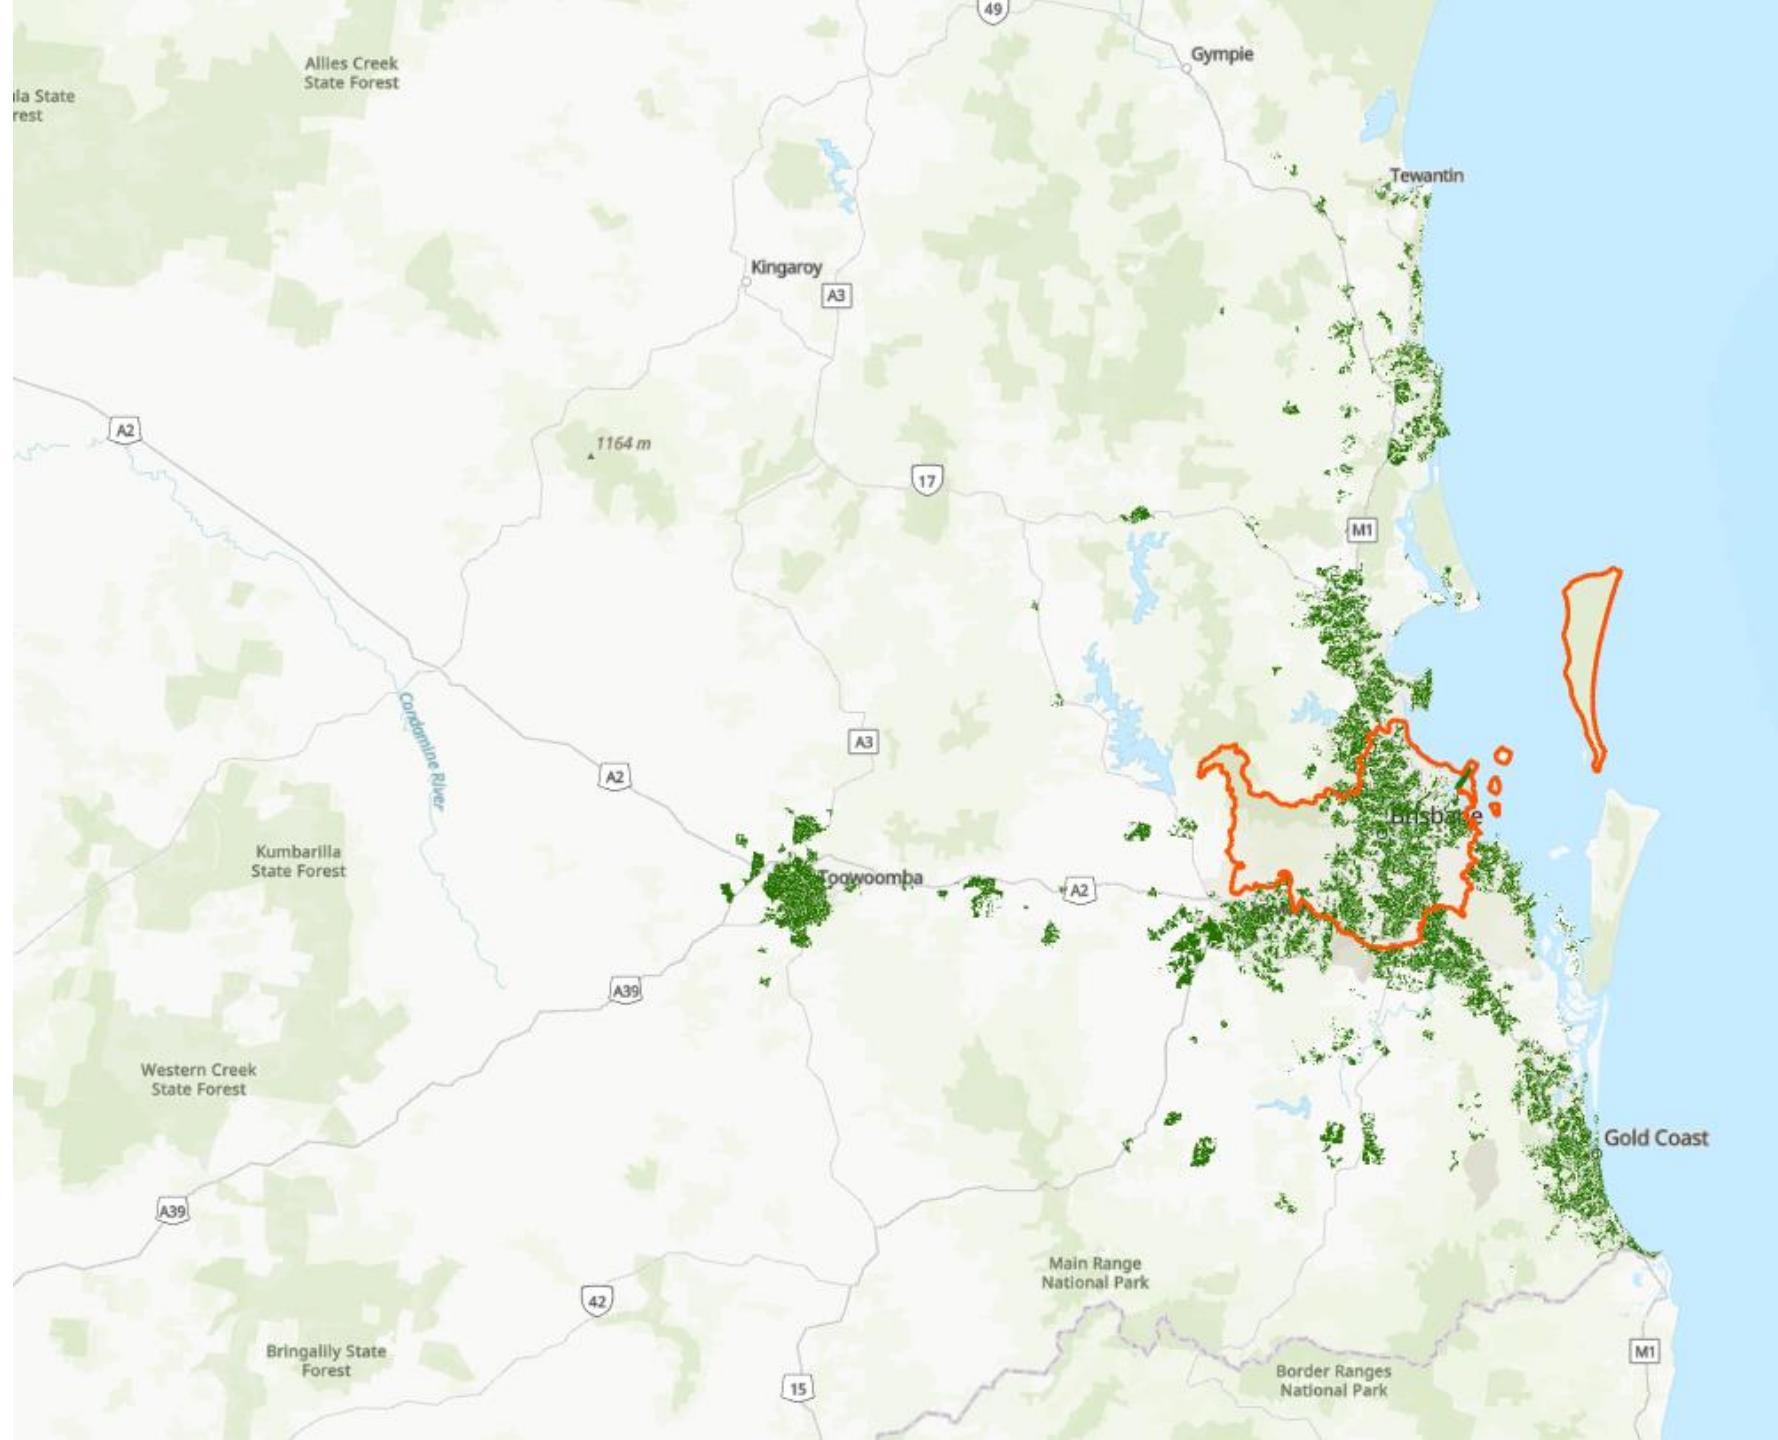 49
Gympie
Allies Creek
State Forest
la State
rest
Tewantin
Kingaroy
A3
A2
1164 m
17
M1
Condamine River
A3
A2
Brisbane
Kumbarilla
State Forest
Toowoomba
A2
A39
Western Creek
State Forest
Gold Coast
A39
Main Range
National Park
42
Bringalily State
Forest
M1
15
Border Ranges
National Park